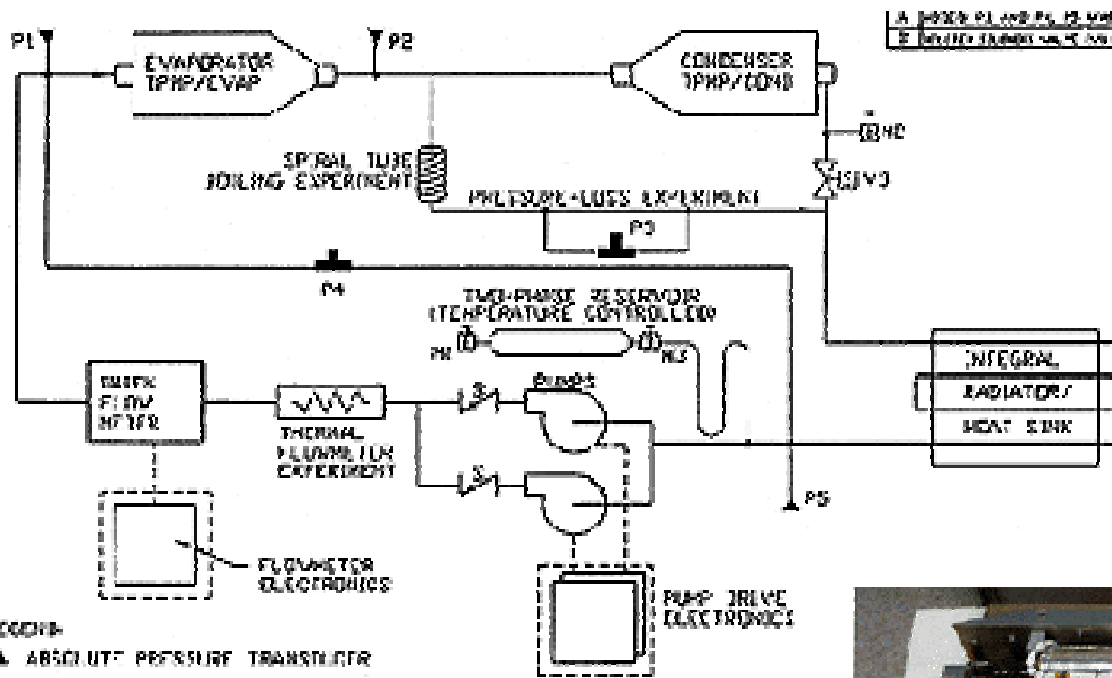 P1
P2
EVAPORATOR
TPMP/EVAP
CONDENSER
TPMP/COND
SPIRAL TUBE
BOILING EXPERIMENT
PRESSURE-LOSS EXPERIMENT
P3
P4
TWO-PHASE RESERVOIR
(TEMPERATURE CONTROLLED)
PUMPS
INTEGRAL
RADIATORS
HEAT SINK
FLOW
METER
THERMAL
FLOWMETER
EXPERIMENT
P5
FLOWMETER
ELECTRONICS
PUMP DRIVE
ELECTRONICS
ABSOLUTE PRESSURE TRANSDUCER